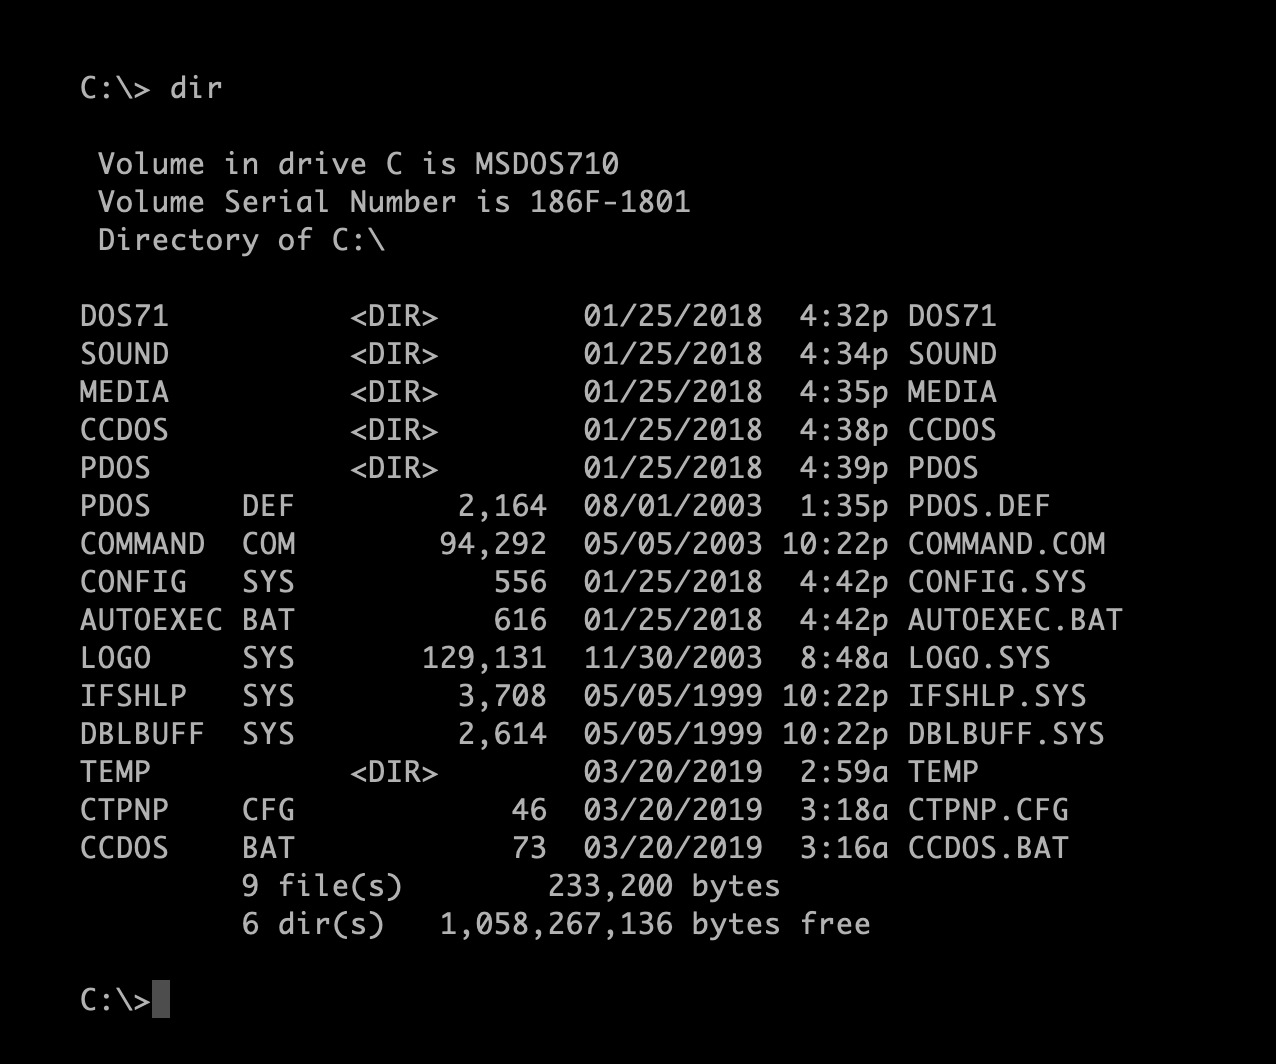 C:\> dir

 Volume in drive C is MSDOS710
 Volume Serial Number is 186F-1801
 Directory of C:\

DOS71          <DIR>        01/25/2018  4:32p DOS71
SOUND          <DIR>        01/25/2018  4:34p SOUND
MEDIA          <DIR>        01/25/2018  4:35p MEDIA
CCDOS          <DIR>        01/25/2018  4:38p CCDOS
PDOS           <DIR>        01/25/2018  4:39p PDOS
PDOS     DEF         2,164  08/01/2003  1:35p PDOS.DEF
COMMAND  COM        94,292  05/05/2003 10:22p COMMAND.COM
CONFIG   SYS           556  01/25/2018  4:42p CONFIG.SYS
AUTOEXEC BAT           616  01/25/2018  4:42p AUTOEXEC.BAT
LOGO     SYS       129,131  11/30/2003  8:48a LOGO.SYS
IFSHLP   SYS         3,708  05/05/1999 10:22p IFSHLP.SYS
DBLBUFF  SYS         2,614  05/05/1999 10:22p DBLBUFF.SYS
TEMP           <DIR>        03/20/2019  2:59a TEMP
CTPNP    CFG            46  03/20/2019  3:18a CTPNP.CFG
CCDOS    BAT            73  03/20/2019  3:16a CCDOS.BAT
         9 file(s)        233,200 bytes
         6 dir(s)   1,058,267,136 bytes free

C:\>